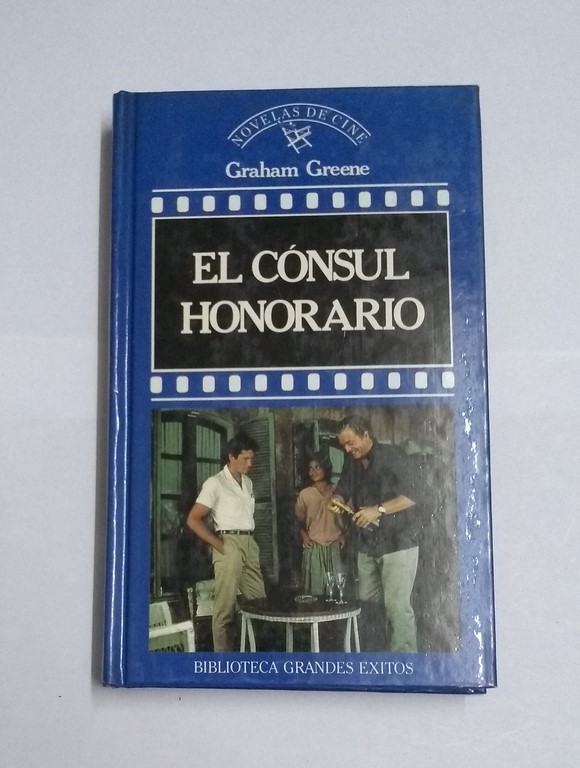 NOVELAS DE CINE
Graham Greene
EL CÓNSUL
HONORARIO
BIBLIOTECA GRANDES EXITOS